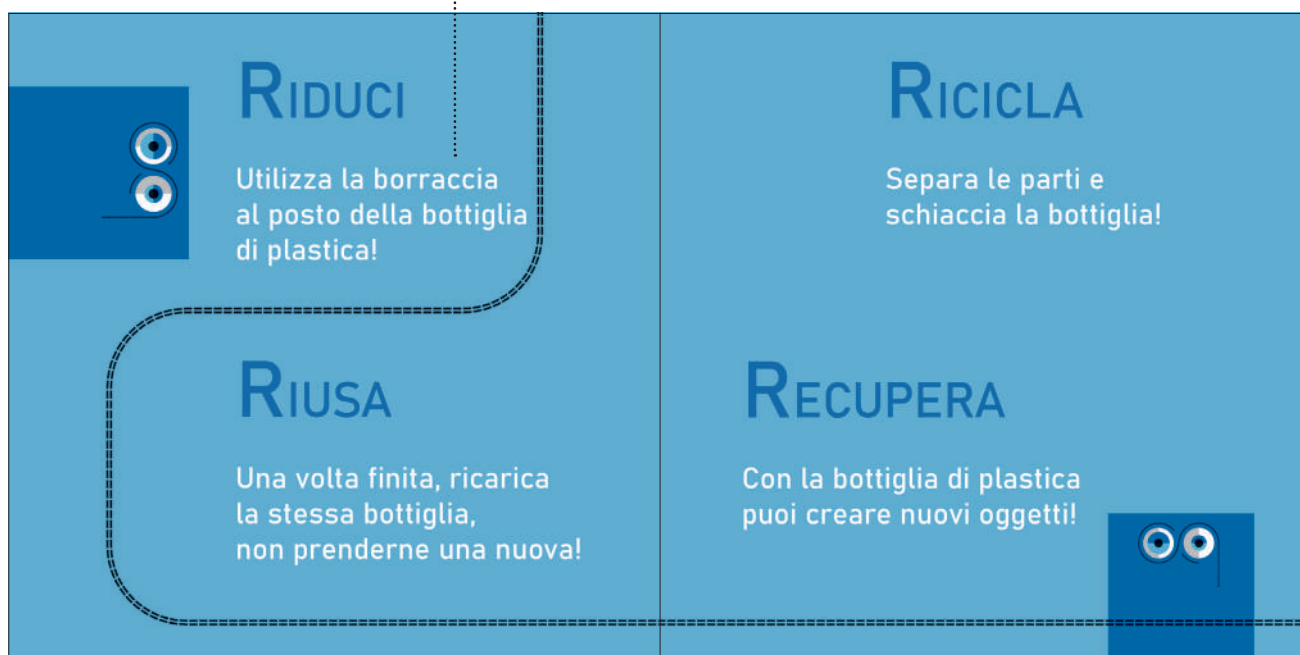 RIDUCI
Utilizza la borraccia
al posto della bottiglia
di plastica!
RIUSA
Una volta finita, ricarica
la stessa bottiglia,
non prenderne una nuova!
RICICLA
Separa le parti e
schiaccia la bottiglia!
RECUPERA
Con la bottiglia di plastica
puoi creare nuovi oggetti!